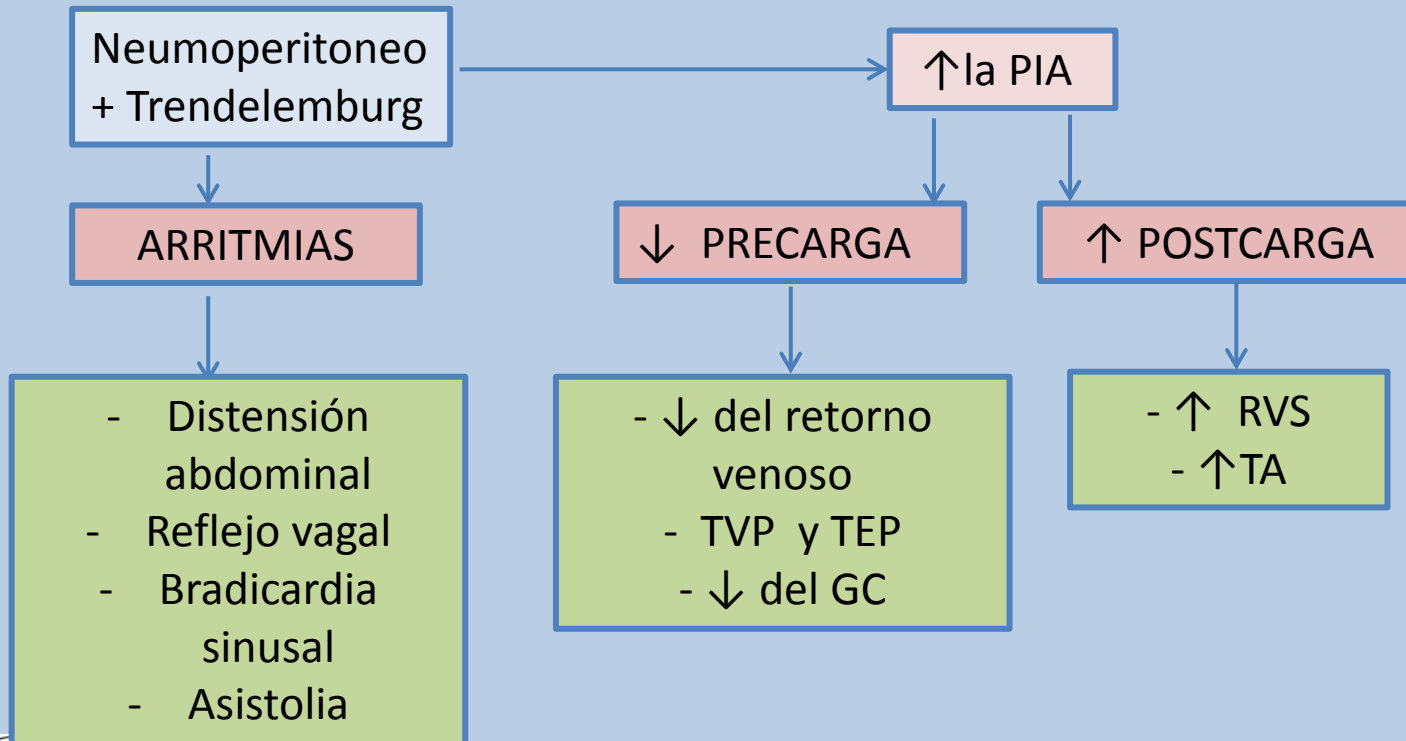 Neumoperitoneo
+ Trendelemburg
↑la PIA
ARRITMIAS
↓ PRECARGA
↑ POSTCARGA
- Distensión
abdominal
- Reflejo vagal
- Bradicardia
sinusal
- Asistolia
- ↓ del retorno
venoso
- TVP y TEP
- ↓ del GC
- ↑ RVS
- ↑TA